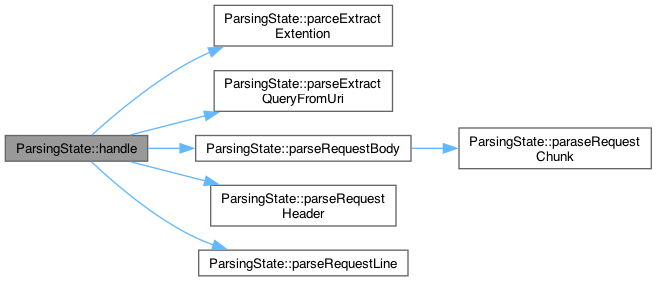 ParsingState::parceExtract
Extention
ParsingState::parseExtract
QueryFromUri
ParsingState::handle
ParsingState::parseRequestBody
ParsingState::paraseRequest
Chunk
ParsingState::parseRequest
Header
ParsingState::parseRequestLine